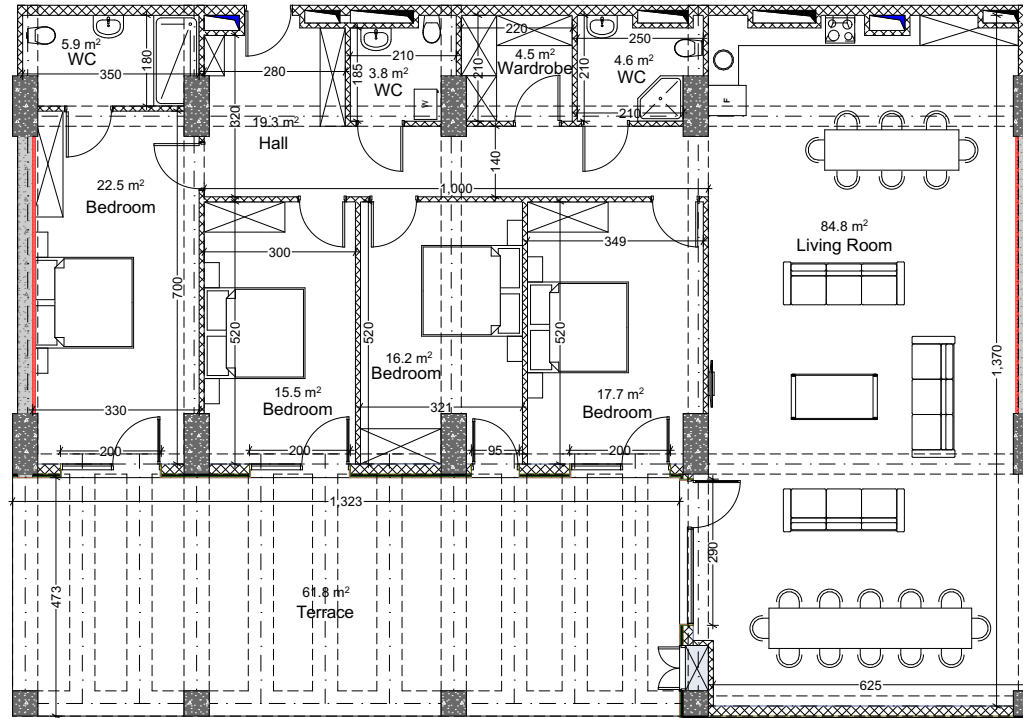 5.9 m²
WC
180
350
280
320
19.3 m²
Hall
185
210
3.8 m²
WC
W
210
220
4.5 m²
Wardrobe
210
250
4.6 m²
WC
210
F
140
1,000
22.5 m²
Bedroom
700
330
200
300
520
15.5 m²
Bedroom
200
520
16.2 m²
Bedroom
321
95
349
520
17.7 m²
Bedroom
200
84.8 m²
Living Room
1,370
1,323
473
61.8 m²
Terrace
290
625